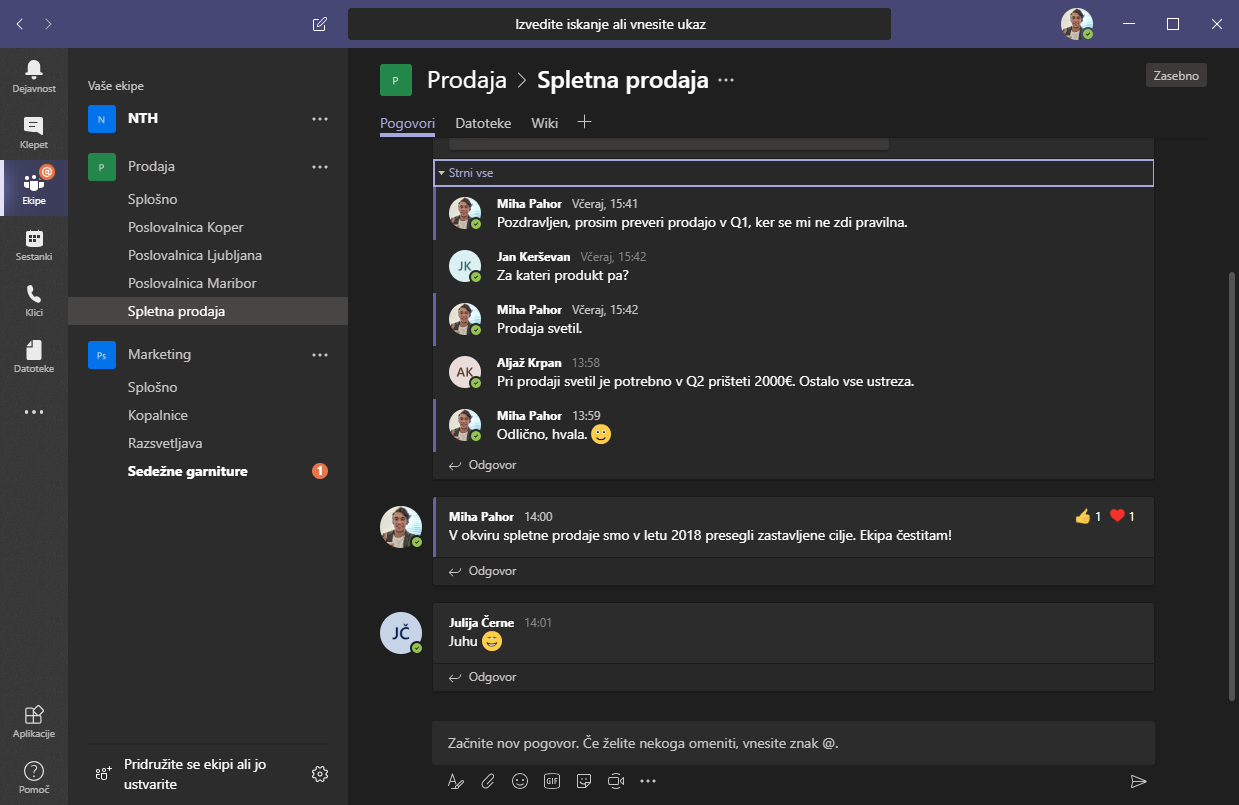 Izvedite iskanje ali vnesite ukaz
Dejavnost
Klepet
@
Ekipe
Sestanki
Klici
Datoteke
Aplikacije
Pomoč
Vaše ekipe
N
NTH
P
Prodaja
Splošno
Poslovalnica Koper
Poslovalnica Ljubljana
Poslovalnica Maribor
Spletna prodaja
Ps
Marketing
Splošno
Kopalnice
Razsvetljava
Sedežne garniture 1
Pridružite se ekipi ali jo
ustvarite
P
Prodaja > Spletna prodaja
Zasebno
Pogovori Datoteke Wiki
Strni vse
Miha Pahor Včeraj, 15:41
Pozdravljen, prosim preveri prodajo v Q1, ker se mi ne zdi pravilna.
JK
Jan Kerševan Včeraj, 15:42
Za kateri produkt pa?
Miha Pahor Včeraj, 15:42
Prodaja svetil.
AK
Aljaž Krpan 13:58
Pri prodaji svetil je potrebno v Q2 prišteti 2000€. Ostalo vse ustreza.
Miha Pahor 13:59
Odlično, hvala. 🙂
Odgovor
Miha Pahor 14:00 👍 1 ❤️ 1
V okviru spletne prodaje smo v letu 2018 presegli zastavljene cilje. Ekipa čestitam!
Odgovor
JČ
Julija Černe 14:01
Juhu 😄
Odgovor
Začnite nov pogovor. Če želite nekoga omeniti, vnesite znak @.
GIF